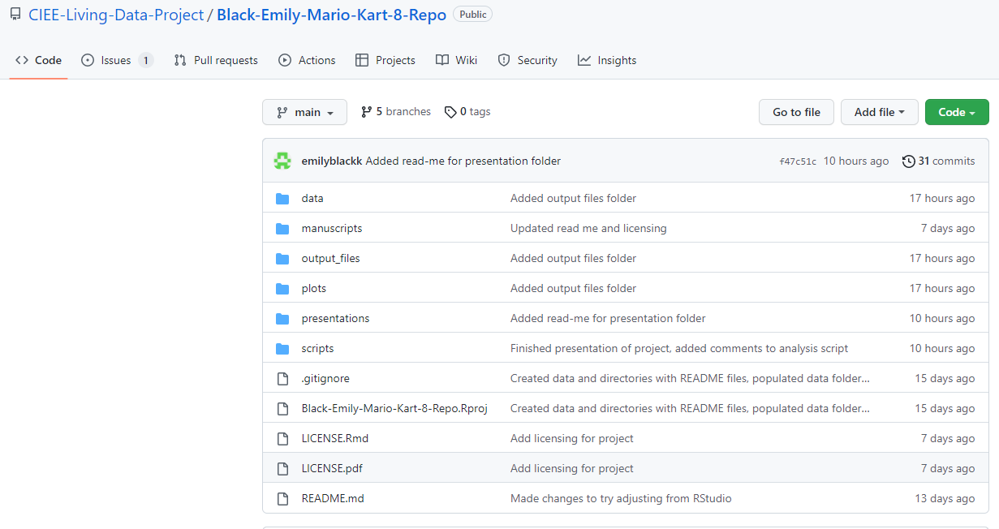 CIEE-Living-Data-Project / Black-Emily-Mario-Kart-8-Repo Public
Code Issues 1 Pull requests Actions Projects Wiki Security Insights
main 5 branches 0 tags Go to file Add file Code
emilyblackk Added read-me for presentation folder f47c51c 10 hours ago 31 commits
data Added output files folder 17 hours ago
manuscripts Updated read me and licensing 7 days ago
output_files Added output files folder 17 hours ago
plots Added output files folder 17 hours ago
presentations Added read-me for presentation folder 10 hours ago
scripts Finished presentation of project, added comments to analysis script 10 hours ago
.gitignore Created data and directories with README files, populated data folder... 15 days ago
Black-Emily-Mario-Kart-8-Repo.Rproj Created data and directories with README files, populated data folder... 15 days ago
LICENSE.Rmd Add licensing for project 7 days ago
LICENSE.pdf Add licensing for project 7 days ago
README.md Made changes to try adjusting from RStudio 13 days ago